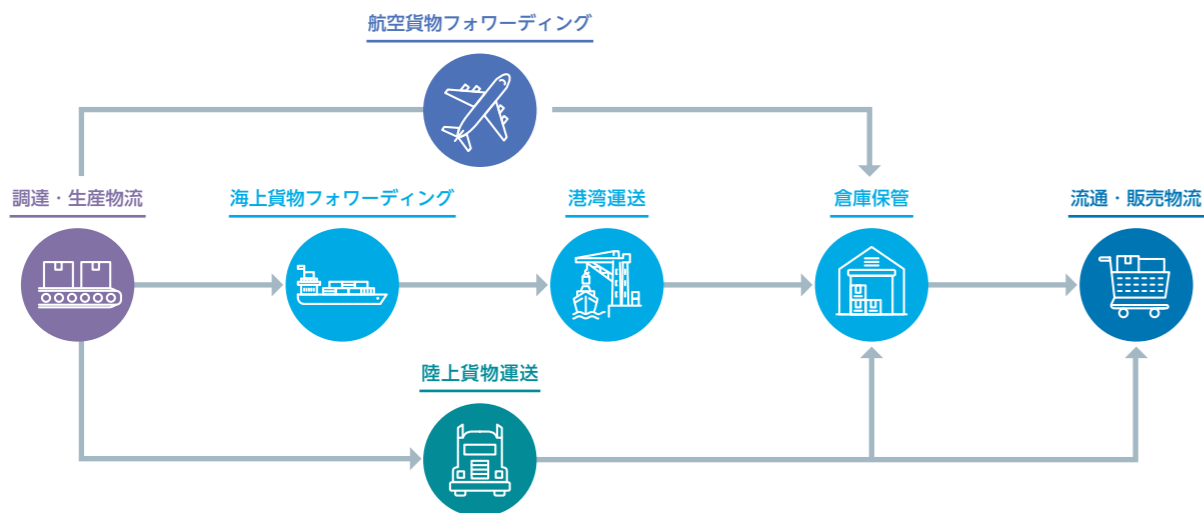 航空貨物フォワーディング
調達・生産物流
海上貨物フォワーディング
港湾運送
倉庫保管
流通・販売物流
陸上貨物運送